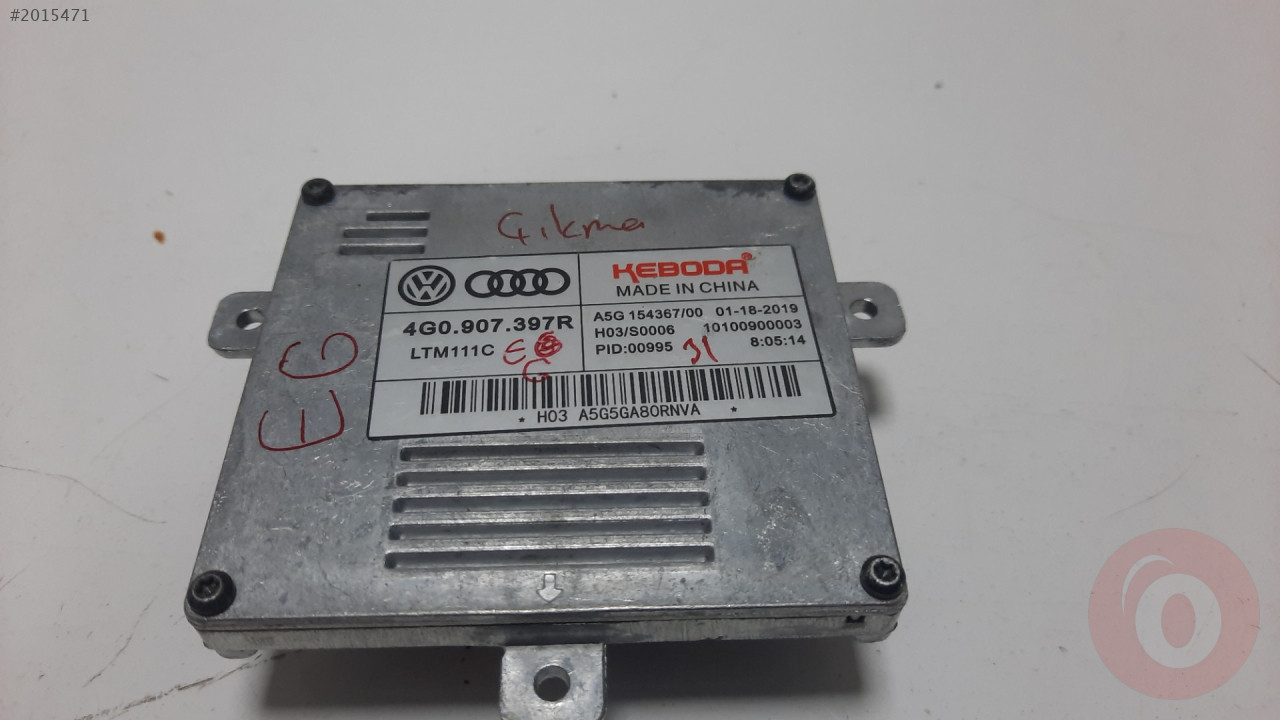 #2015471
Çıkma
KEBODA®
MADE IN CHINA
4G0.907.397R
LTM111C
A5G 154367/00 01-18-2019
H03/S0006 10100900003
PID:00995 8:05:14
31
E
G
* H03 A5G5GA80RNVA *
E G